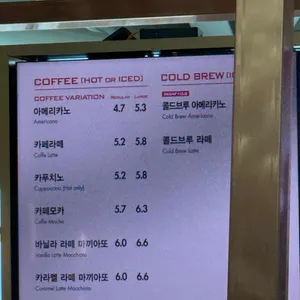 COFFEE [HOT OR ICED]
COFFEE VARIATION REGULAR LARGE
아메리카노 4.7 5.3
Americano
카페라떼 5.2 5.8
Caffe Latte
카푸치노 5.2 5.8
Cappuccino (Hot only)
카페모카 5.7 6.3
Caffe Mocha
바닐라 라떼 마끼아또 6.0 6.6
Vanilla Latte Macchiato
카라멜 라떼 마끼아또 6.0 6.6
Caramel Latte Macchiato
COLD BREW
콜드브루 아메리카노
Cold Brew Americano
콜드브루 라떼
Cold Brew Latte